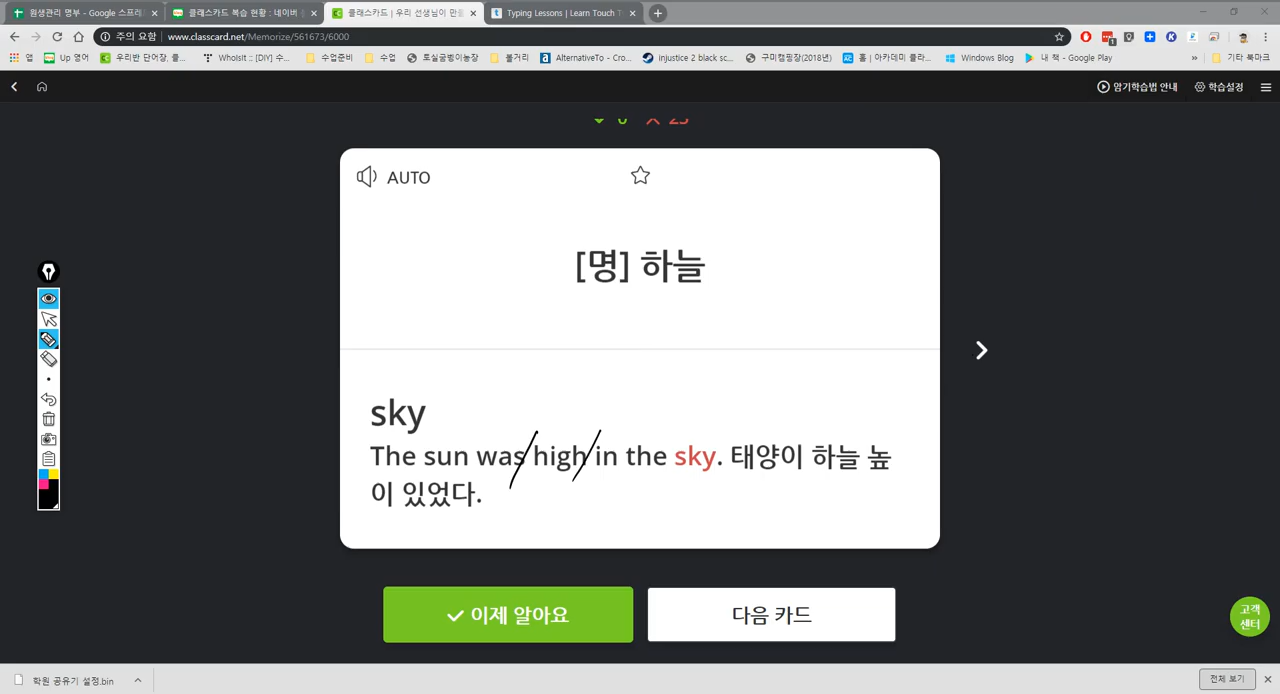 원생관리 명부 - Google 스프레
클래스카드 복습 현황 : 네이버
클래스카드 | 우리 선생님이 만든
Typing Lessons | Learn Touch T
주의 요함 | www.classcard.net/Memorize/561673/6000
앱 Up 영어 우리반 단어장, 클... WhoIst :: [DIY] 수... 수업준비 수업 토실굼벵이농장 볼거리 AlternativeTo - Cro... injustice 2 black sc... 구미캠핑장(2018년) 홈 | 아카데미 클라... Windows Blog 내 책 - Google Play » 기타 북마크
암기학습법 안내 학습설정
AUTO
[명] 하늘
sky
The sun was high in the sky. 태양이 하늘 높
이 있었다.
이제 알아요 다음 카드
고객
센터
학원 공유기 설정.bin 전체 보기